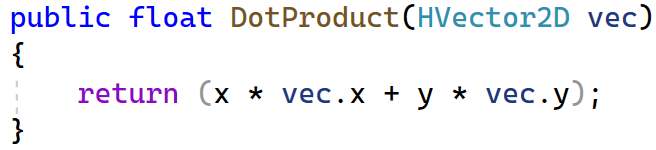 public float DotProduct(HVector2D vec)
{
    return (x * vec.x + y * vec.y);
}